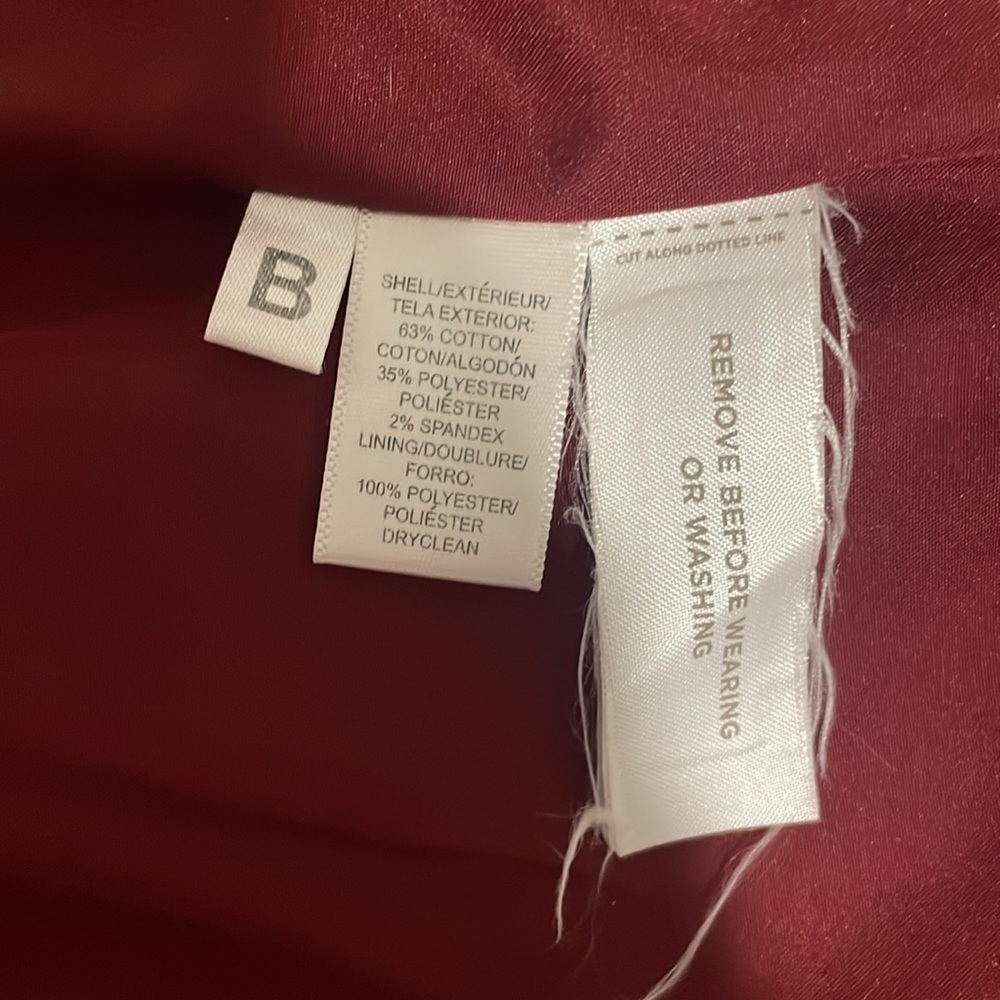 B
SHELL/EXTÉRIEUR/
TELA EXTERIOR:
63% COTTON/
COTON/ALGODÓN
35% POLYESTER/
POLIÉSTER
2% SPANDEX
LINING/DOUBLURE/
FORRO:
100% POLYESTER/
POLIÉSTER
DRYCLEAN
CUT ALONG DOTTED LINE
REMOVE BEFORE WEARING
OR WASHING